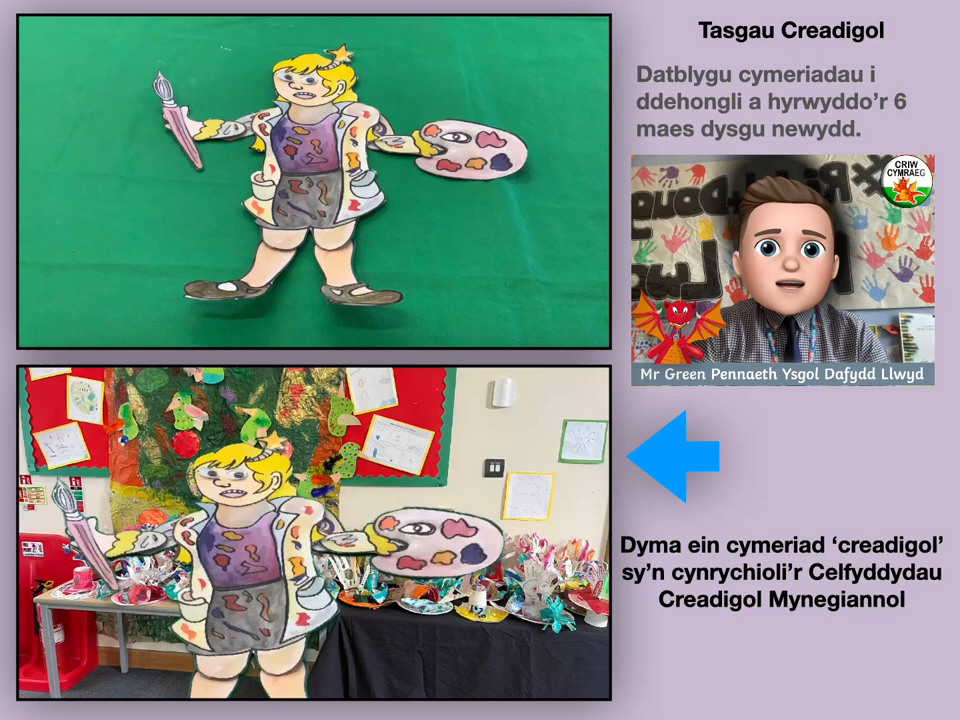 Tasgau Creadigol
Datblygu cymeriadau i
ddehongli a hyrwyddo'r 6
maes dysgu newydd.
CRIW
CYMRAEG
Mr Green Pennaeth Ysgol Dafydd Llwyd
Dyma ein cymeriad ‘creadigol’
sy’n cynrychioli’r Celfyddydau
Creadigol Mynegiannol